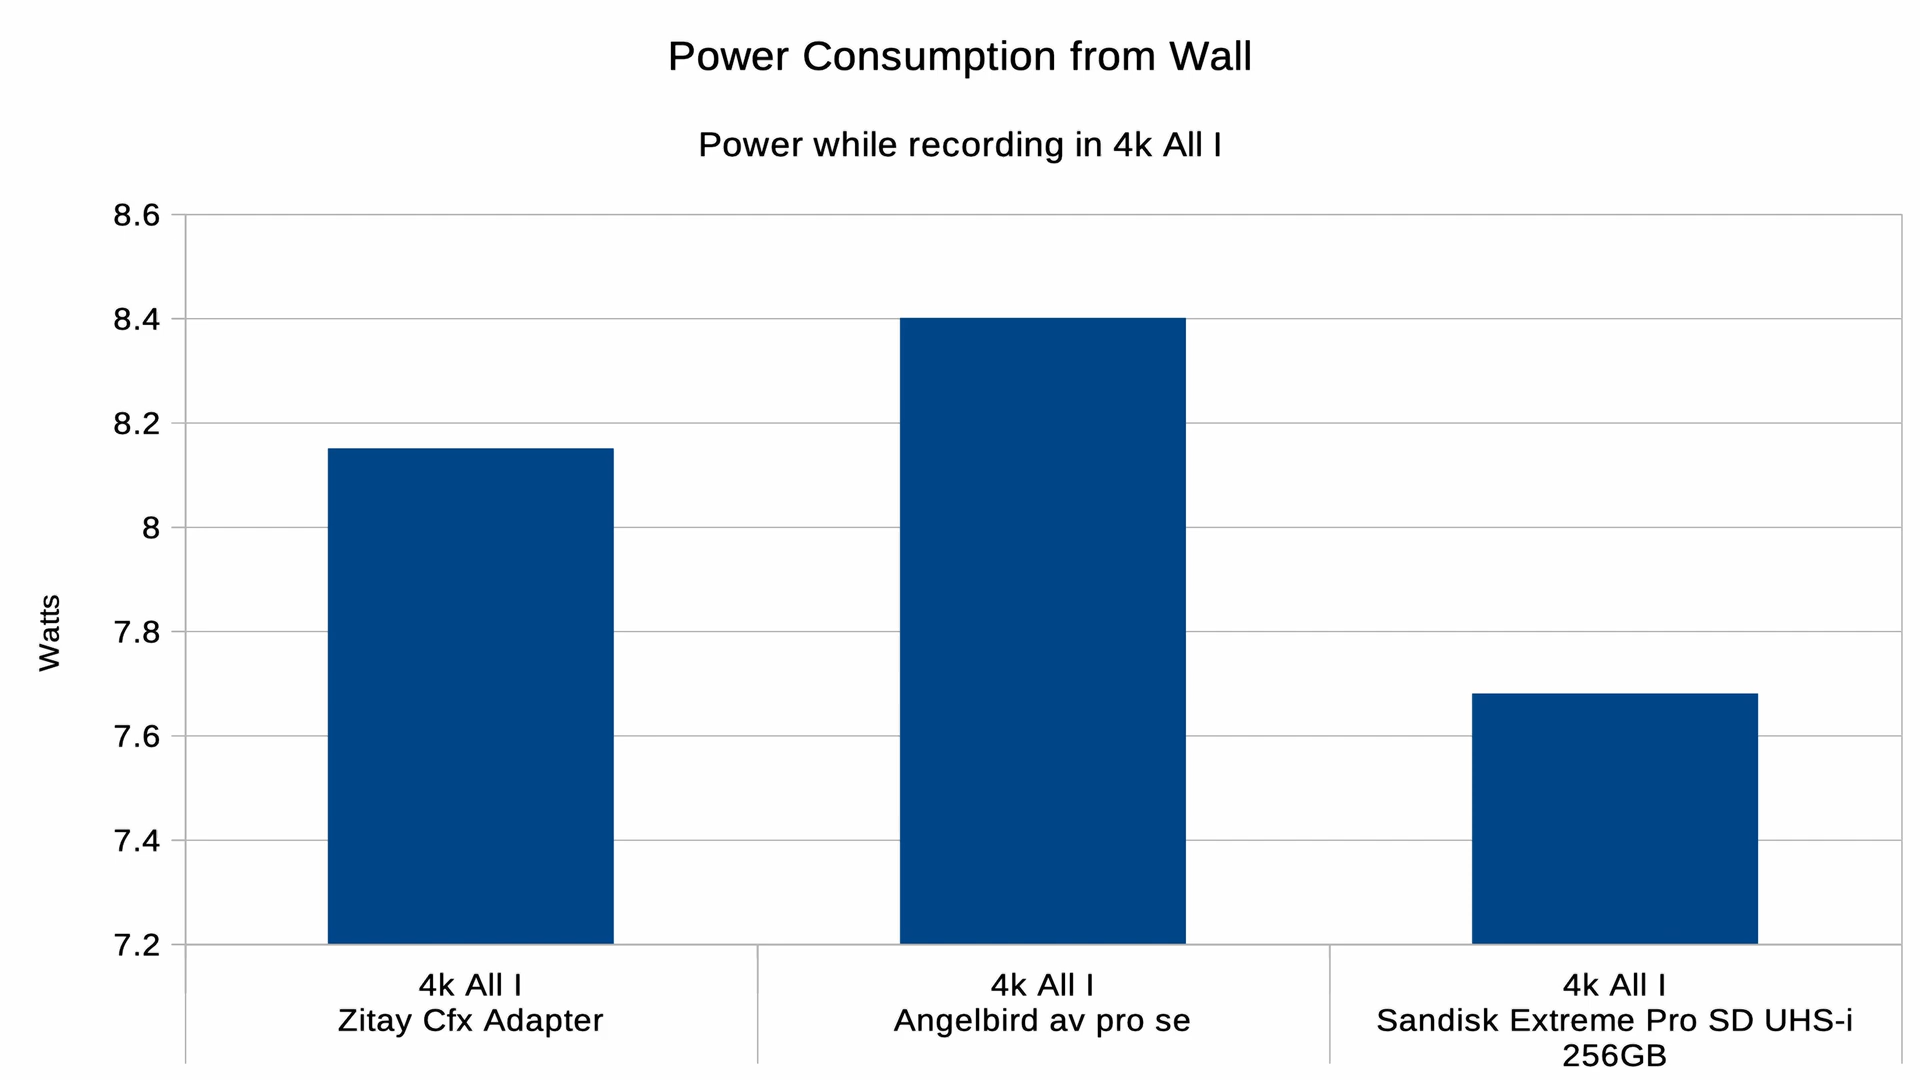 Power Consumption from Wall
Power while recording in 4k All I
8.6
8.4
8.2
8
7.8
7.6
7.4
7.2
Watts
4k All I
Zitay Cfx Adapter
4k All I
Angelbird av pro se
4k All I
Sandisk Extreme Pro SD UHS-i
256GB